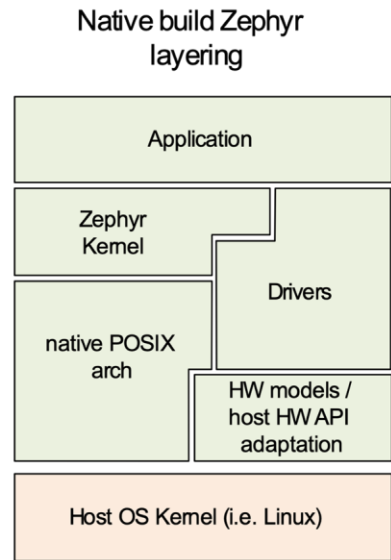 Native build Zephyr
layering
Application
Zephyr
Kernel
Drivers
native POSIX
arch
HW models /
host HW API
adaptation
Host OS Kernel (i.e. Linux)